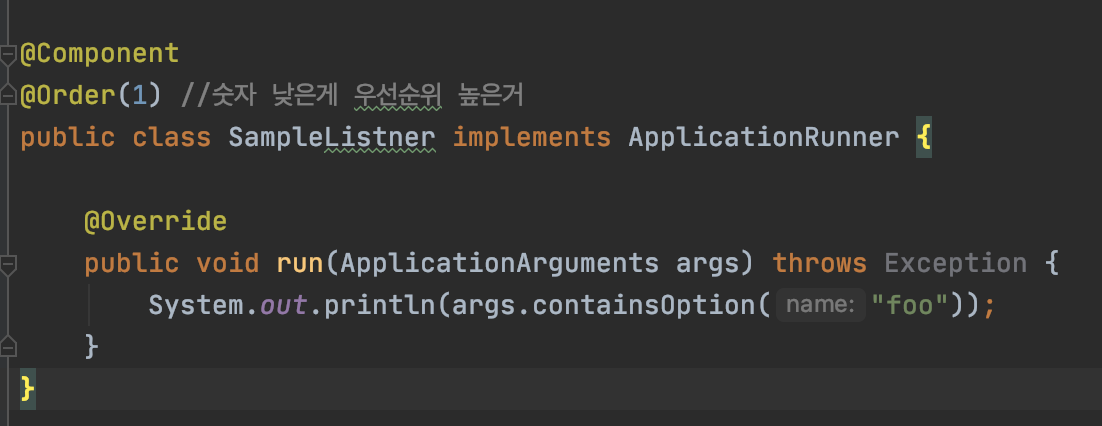 @Component
@Order(1) //숫자 낮은게 우선순위 높은거
public class SampleListner implements ApplicationRunner {
@Override
public void run(ApplicationArguments args) throws Exception {
System.out.println(args.containsOption( name: "foo"));
}
}